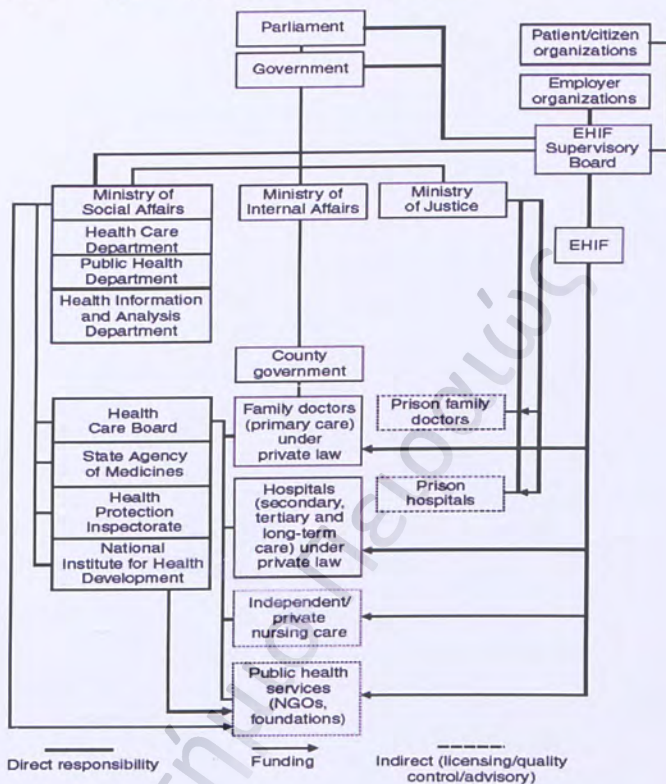 Parliament
Government
Patient/citizen
organizations
Employer
organizations
EHIF
Supervisory
Board
EHIF
Ministry of
Social Affairs
Health Care
Department
Public Health
Department
Health Information
and Analysis
Department
Ministry of
Internal Affairs
Ministry
of Justice
County
government
Health
Care Board
State Agency
of Medicines
Health
Protection
Inspectorate
National
Institute for Health
Development
Family doctors
(primary care)
under
private law
Hospitals
(secondary,
tertiary and
long-term
care) under
private law
Independent/
private
nursing care
Public health
services
(NGOs,
foundations)
Prison family
doctors
Prison
hospitals
Direct responsibility
Funding
Indirect (licensing/quality
control/advisory)